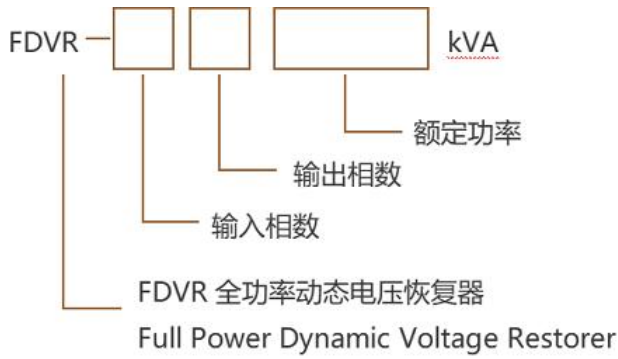 FDVR kVA
额定功率
输出相数
输入相数
FDVR 全功率动态电压恢复器
Full Power Dynamic Voltage Restorer